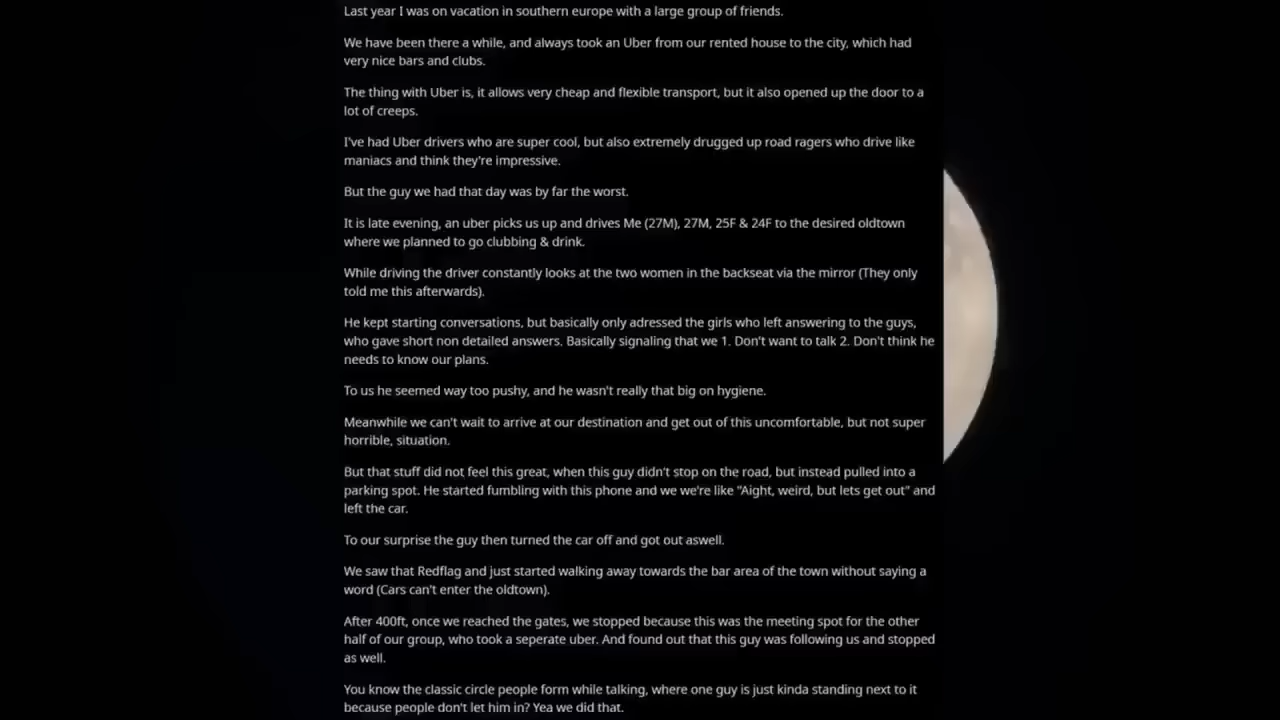 Last year I was on vacation in southern europe with a large group of friends.
We have been there a while, and always took an Uber from our rented house to the city, which had
very nice bars and clubs.
The thing with Uber is, it allows very cheap and flexible transport, but it also opened up the door to a
lot of creeps.
I've had Uber drivers who are super cool, but also extremely drugged up road ragers who drive like
maniacs and think they're impressive.
But the guy we had that day was by far the worst.
It is late evening, an uber picks us up and drives Me (27M), 27M, 25F & 24F to the desired oldtown
where we planned to go clubbing & drink.
While driving the driver constantly looks at the two women in the backseat via the mirror (They only
told me this afterwards).
He kept starting conversations, but basically only adressed the girls who left answering to the guys,
who gave short non detailed answers. Basically signaling that we 1. Don't want to talk 2. Don't think he
needs to know our plans.
To us he seemed way too pushy, and he wasn't really that big on hygiene.
Meanwhile we can't wait to arrive at our destination and get out of this uncomfortable, but not super
horrible, situation.
But that stuff did not feel this great, when this guy didn't stop on the road, but instead pulled into a
parking spot. He started fumbling with this phone and we we're like "Aight, weird, but lets get out" and
left the car.
To our surprise the guy then turned the car off and got out aswell.
We saw that Redflag and just started walking away towards the bar area of the town without saying a
word (Cars can't enter the oldtown).
After 400ft, once we reached the gates, we stopped because this was the meeting spot for the other
half of our group, who took a seperate uber. And found out that this guy was following us and stopped
as well.
You know the classic circle people form while talking, where one guy is just kinda standing next to it
because people don't let him in? Yea we did that.